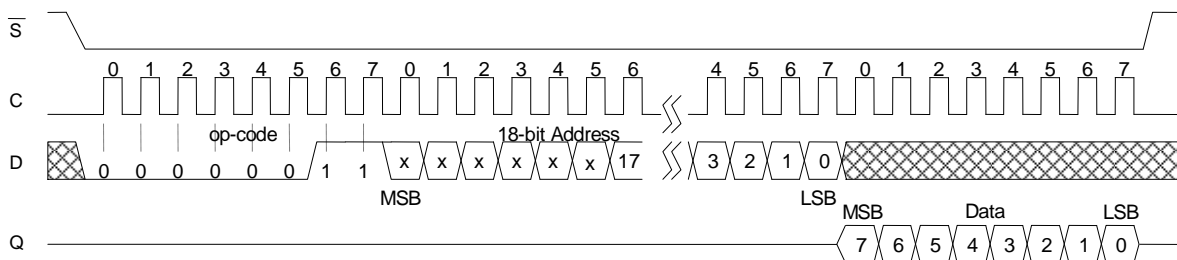 S
0 1 2 3 4 5 6 7 0 1 2 3 4 5 6 4 5 6 7 0 1 2 3 4 5 6 7
C
op-code 18-bit Address
D 0 0 0 0 0 0 1 1 x x x x x x 17 3 2 1 0
MSB LSB MSB Data LSB
Q 7 6 5 4 3 2 1 0